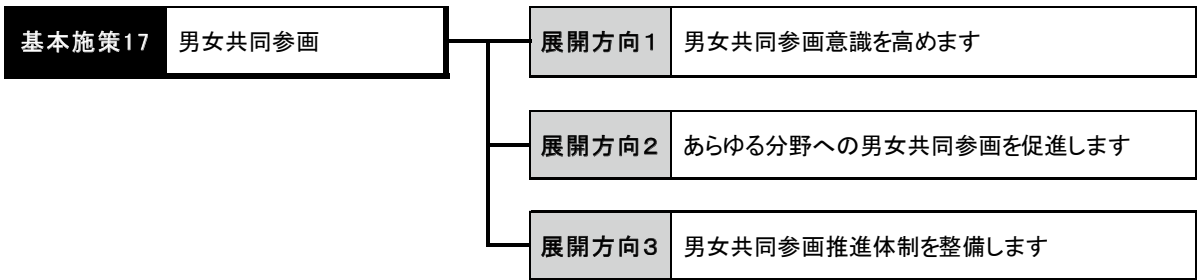 基本施策17 男女共同参画
展開方向1 男女共同参画意識を高めます
展開方向2 あらゆる分野への男女共同参画を促進します
展開方向3 男女共同参画推進体制を整備します